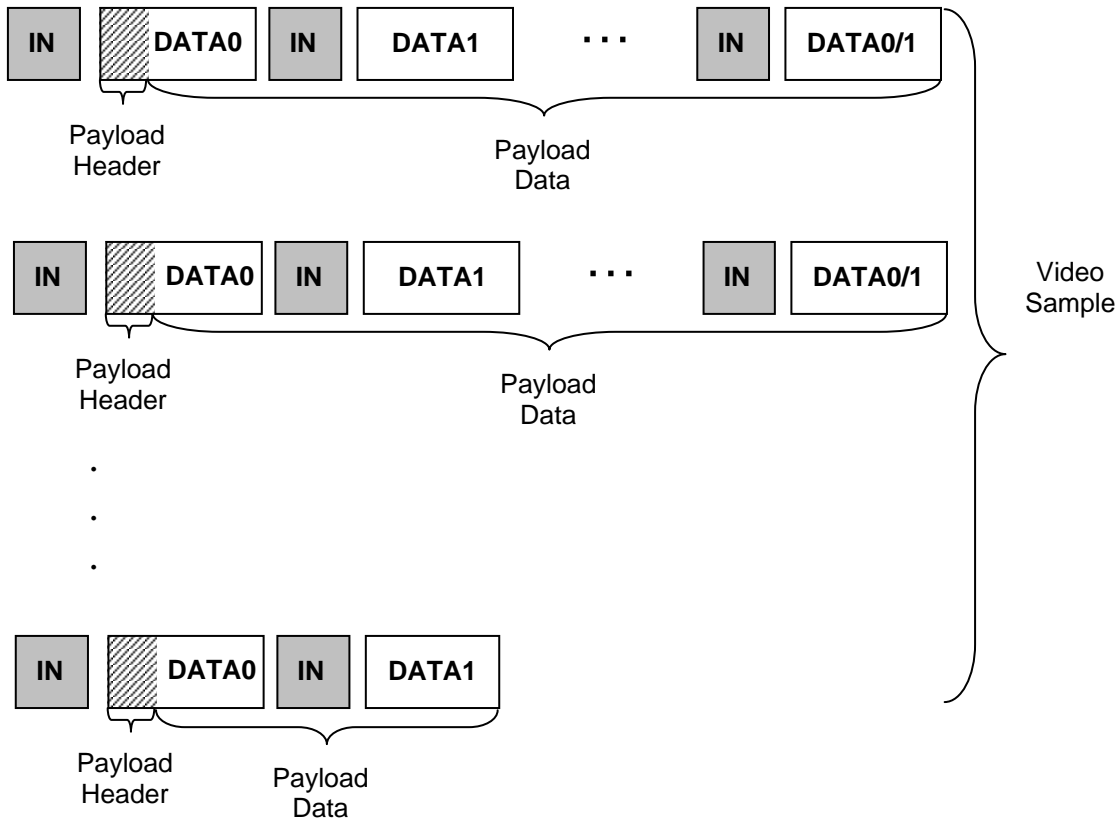 IN DATA0 IN DATA1 ... IN DATA0/1
Payload
Header
Payload
Data
IN DATA0 IN DATA1 ... IN DATA0/1
Video
Sample
Payload
Header
Payload
Data
.
.
.
IN DATA0 IN DATA1
Payload
Header
Payload
Data